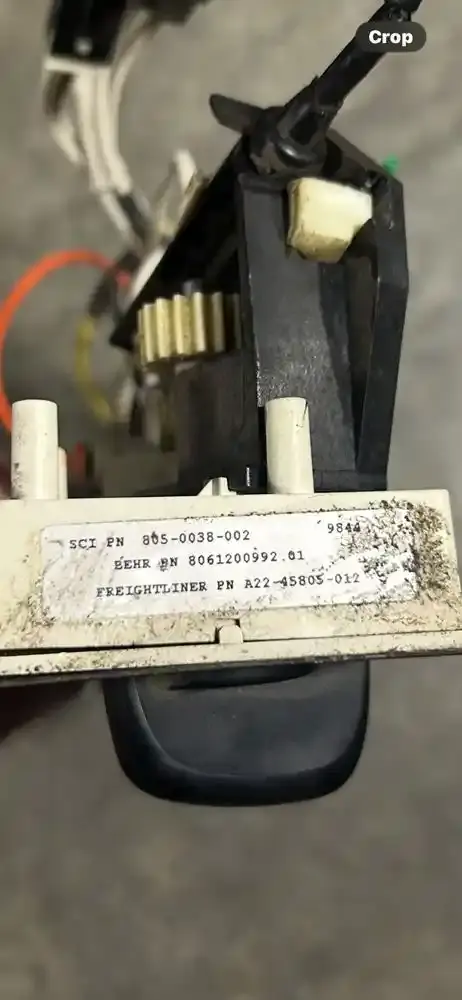 Crop
SCI PN 805-0038-002 9844
BEHR PN 8061200992.01
FREIGHTLINER PN A22-45805-012